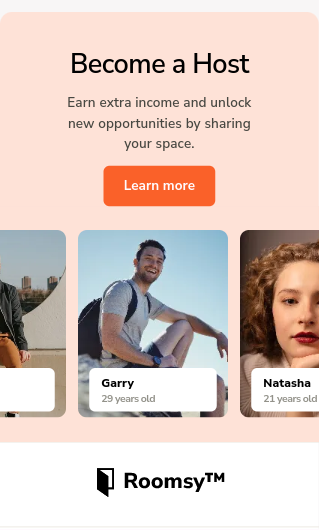 Become a Host
Earn extra income and unlock
new opportunities by sharing
your space.
Learn more
Garry
29 years old
Natasha
21 years old
Roomsy™